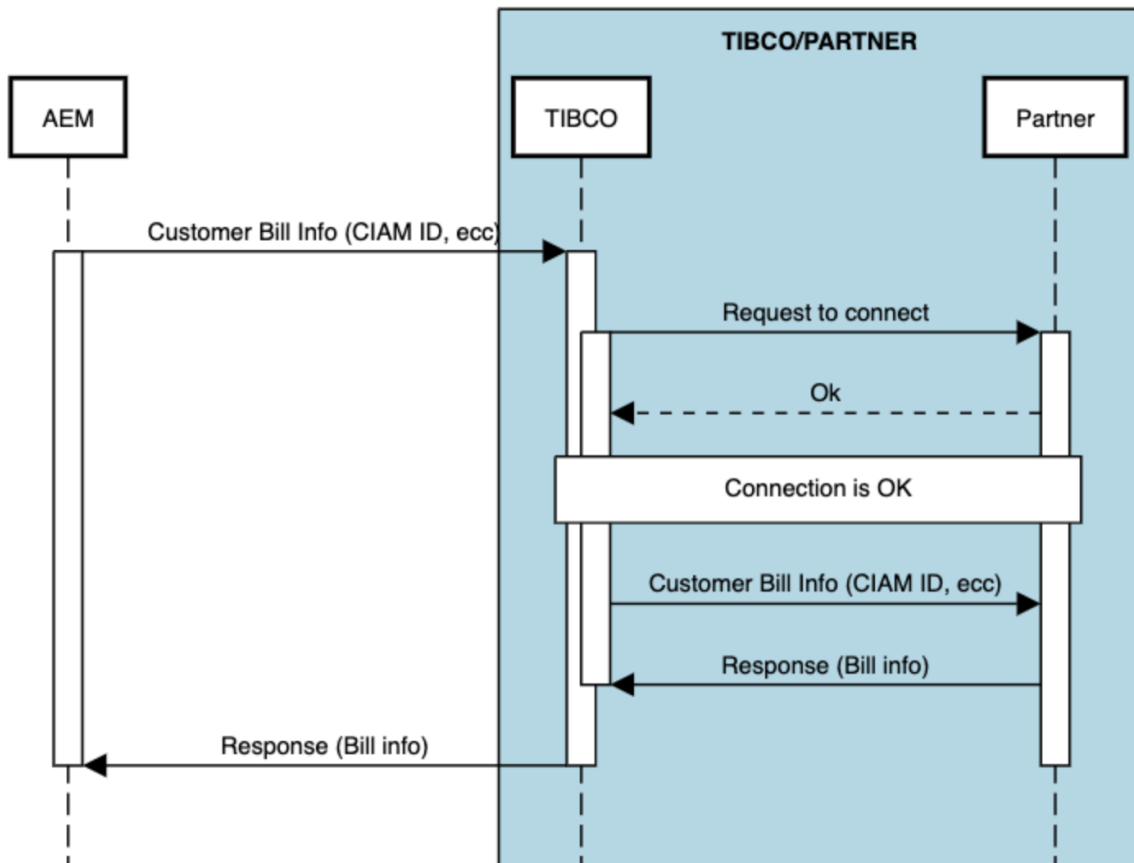 TIBCO/PARTNER
AEM
TIBCO
Partner
Customer Bill Info (CIAM ID, ecc)
Request to connect
Ok
Connection is OK
Customer Bill Info (CIAM ID, ecc)
Response (Bill info)
Response (Bill info)